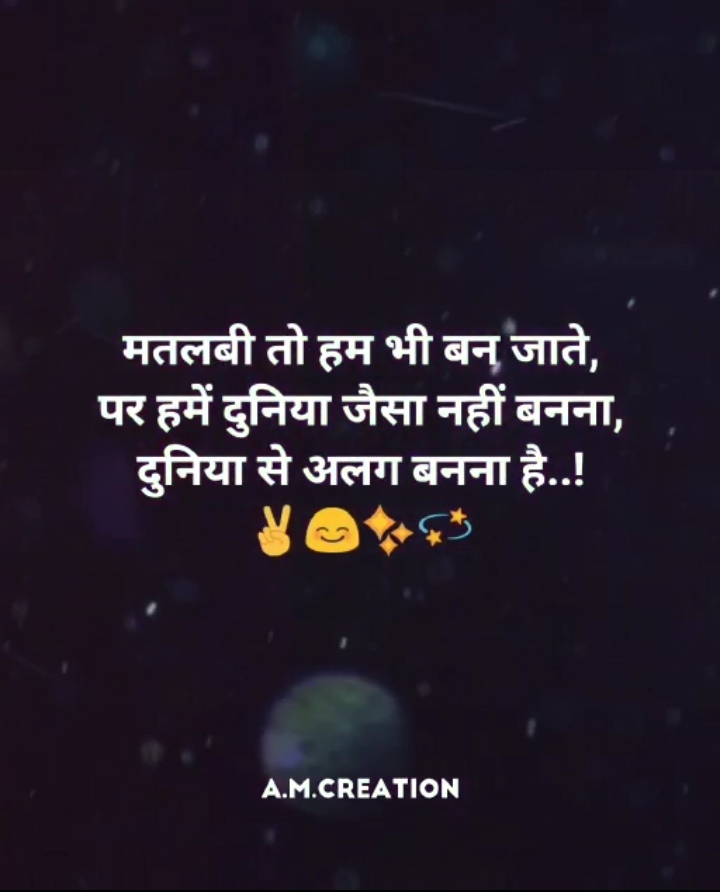 मतलबी तो हम भी बन जाते,
पर हमें दुनिया जैसा नहीं बनना,
दुनिया से अलग बनना है..!
✌😊✨💫
A.M.CREATION